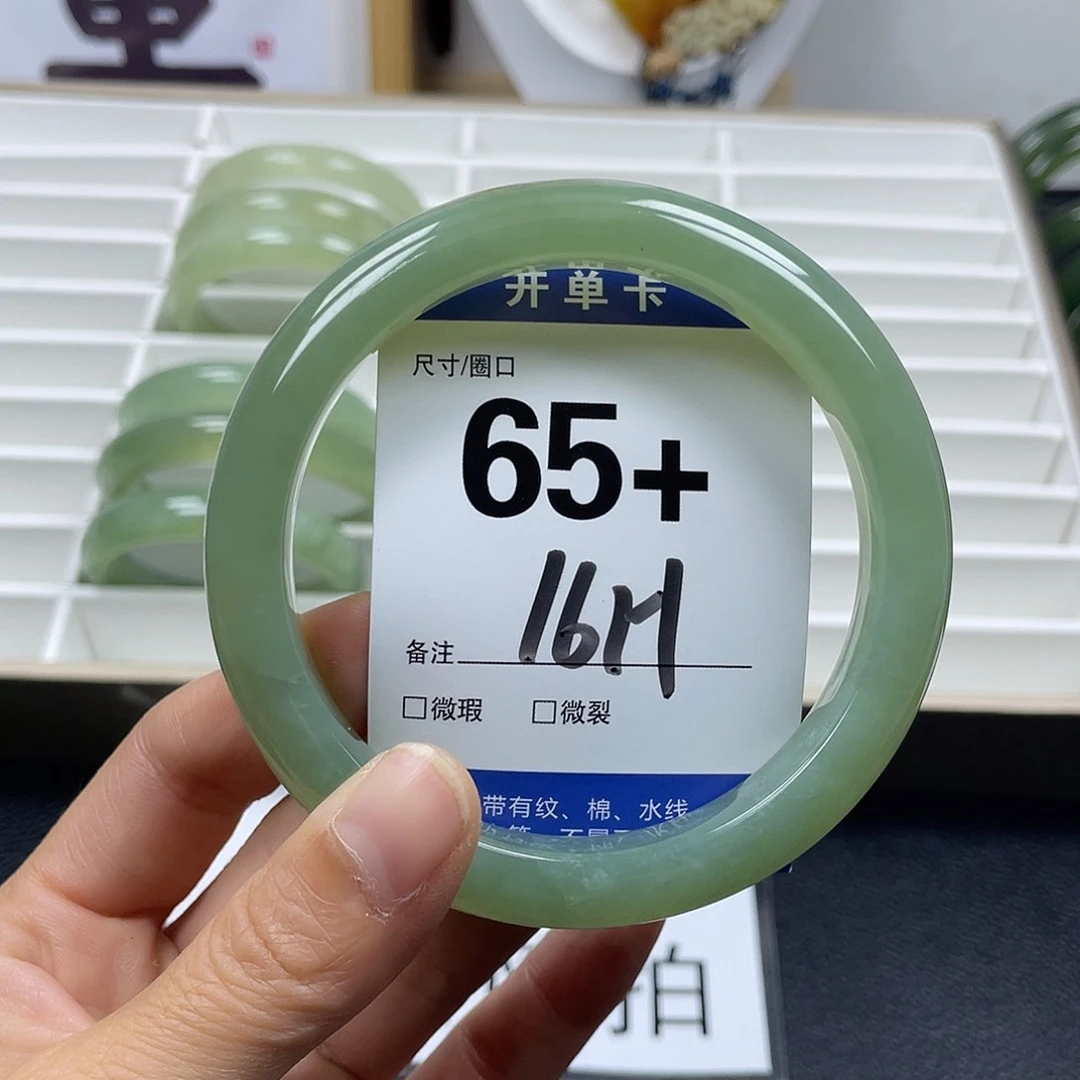 开单卡
尺寸/圈口
65+
16M
备注
□微瑕 □微裂
带有纹、棉、水线
拍